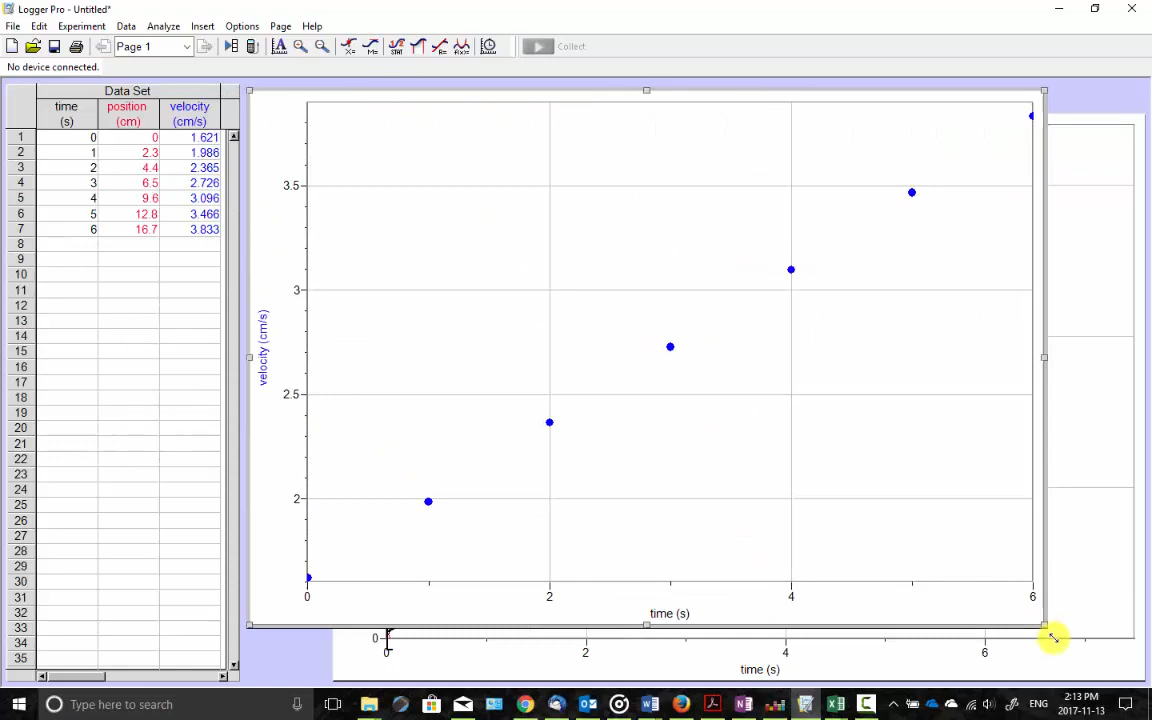 Logger Pro - Untitled*
File Edit Experiment Data Analyze Insert Options Page Help
Page 1 Collect
No device connected.
Data Set
time position velocity
(s) (cm) (cm/s)
1 0 0 1.621
2 1 2.3 1.986
3 2 4.4 2.365
4 3 6.5 2.726
5 4 9.6 3.096
6 5 12.8 3.466
7 6 16.7 3.833
8
9
10
11
12
13
14
15
16
17
18
19
20
21
22
23
24
25
26
27
28
29
30
31
32
33
34
35
velocity (cm/s)
3.5
3
2.5
2
0 2 4 6
time (s)
0
0 2 4 6
time (s)
Type here to search
ENG
2:13 PM
2017-11-13